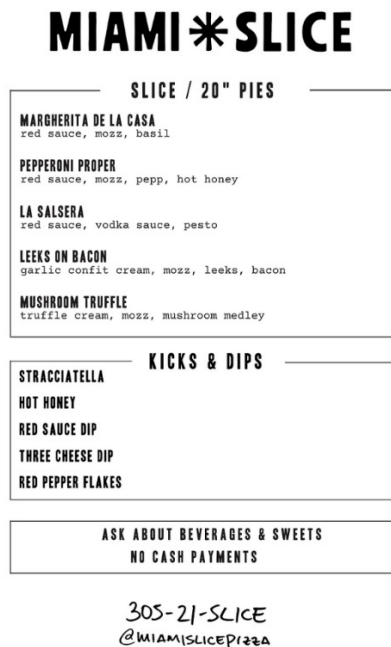 MIAMI✳SLICE
SLICE / 20" PIES
MARGHERITA DE LA CASA
red sauce, mozz, basil
PEPPERONI PROPER
red sauce, mozz, pepp, hot honey
LA SALSERA
red sauce, vodka sauce, pesto
LEEKS ON BACON
garlic confit cream, mozz, leeks, bacon
MUSHROOM TRUFFLE
truffle cream, mozz, mushroom medley
KICKS & DIPS
STRACCIATELLA
HOT HONEY
RED SAUCE DIP
THREE CHEESE DIP
RED PEPPER FLAKES
ASK ABOUT BEVERAGES & SWEETS
NO CASH PAYMENTS
305-21-SLICE
@MIAMISLICEPIZZA